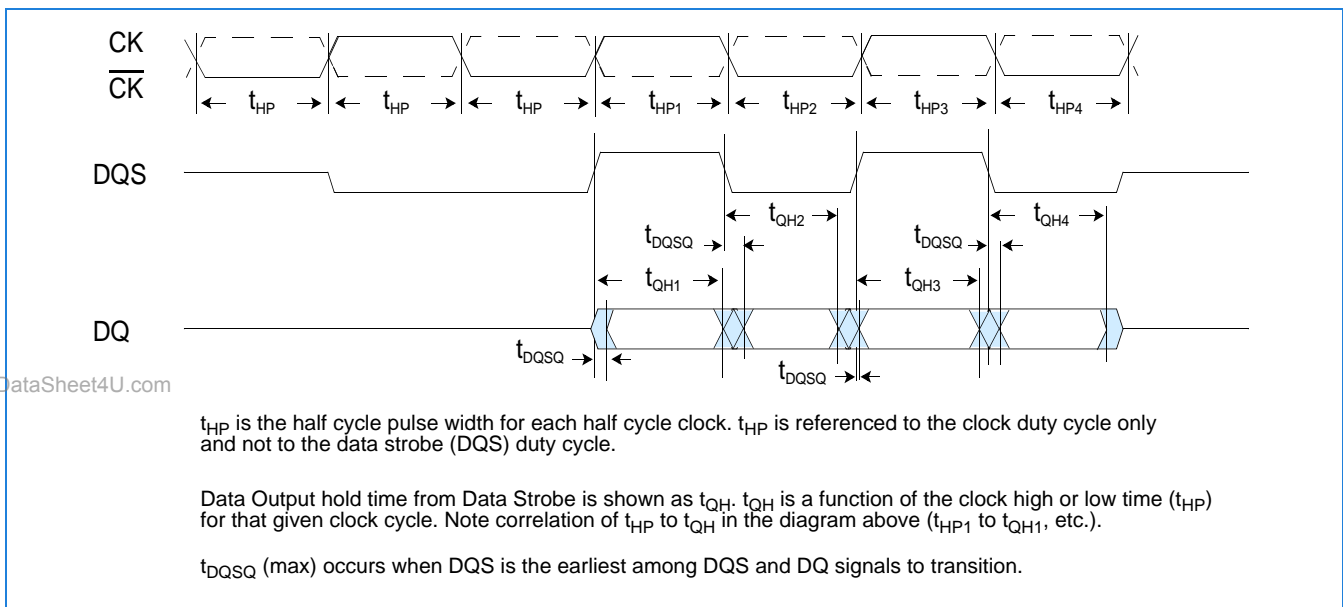 CK
CK
tHP tHP tHP tHP1 tHP2 tHP3 tHP4
DQS
tQH2 tQH4
tDQSQ tDQSQ
tQH1 tQH3
DQ
tDQSQ
tDQSQ
DataSheet4U.com
tHP is the half cycle pulse width for each half cycle clock. tHP is referenced to the clock duty cycle only
and not to the data strobe (DQS) duty cycle.
Data Output hold time from Data Strobe is shown as tQH. tQH is a function of the clock high or low time (tHP)
for that given clock cycle. Note correlation of tHP to tQH in the diagram above (tHP1 to tQH1, etc.).
tDQSQ (max) occurs when DQS is the earliest among DQS and DQ signals to transition.